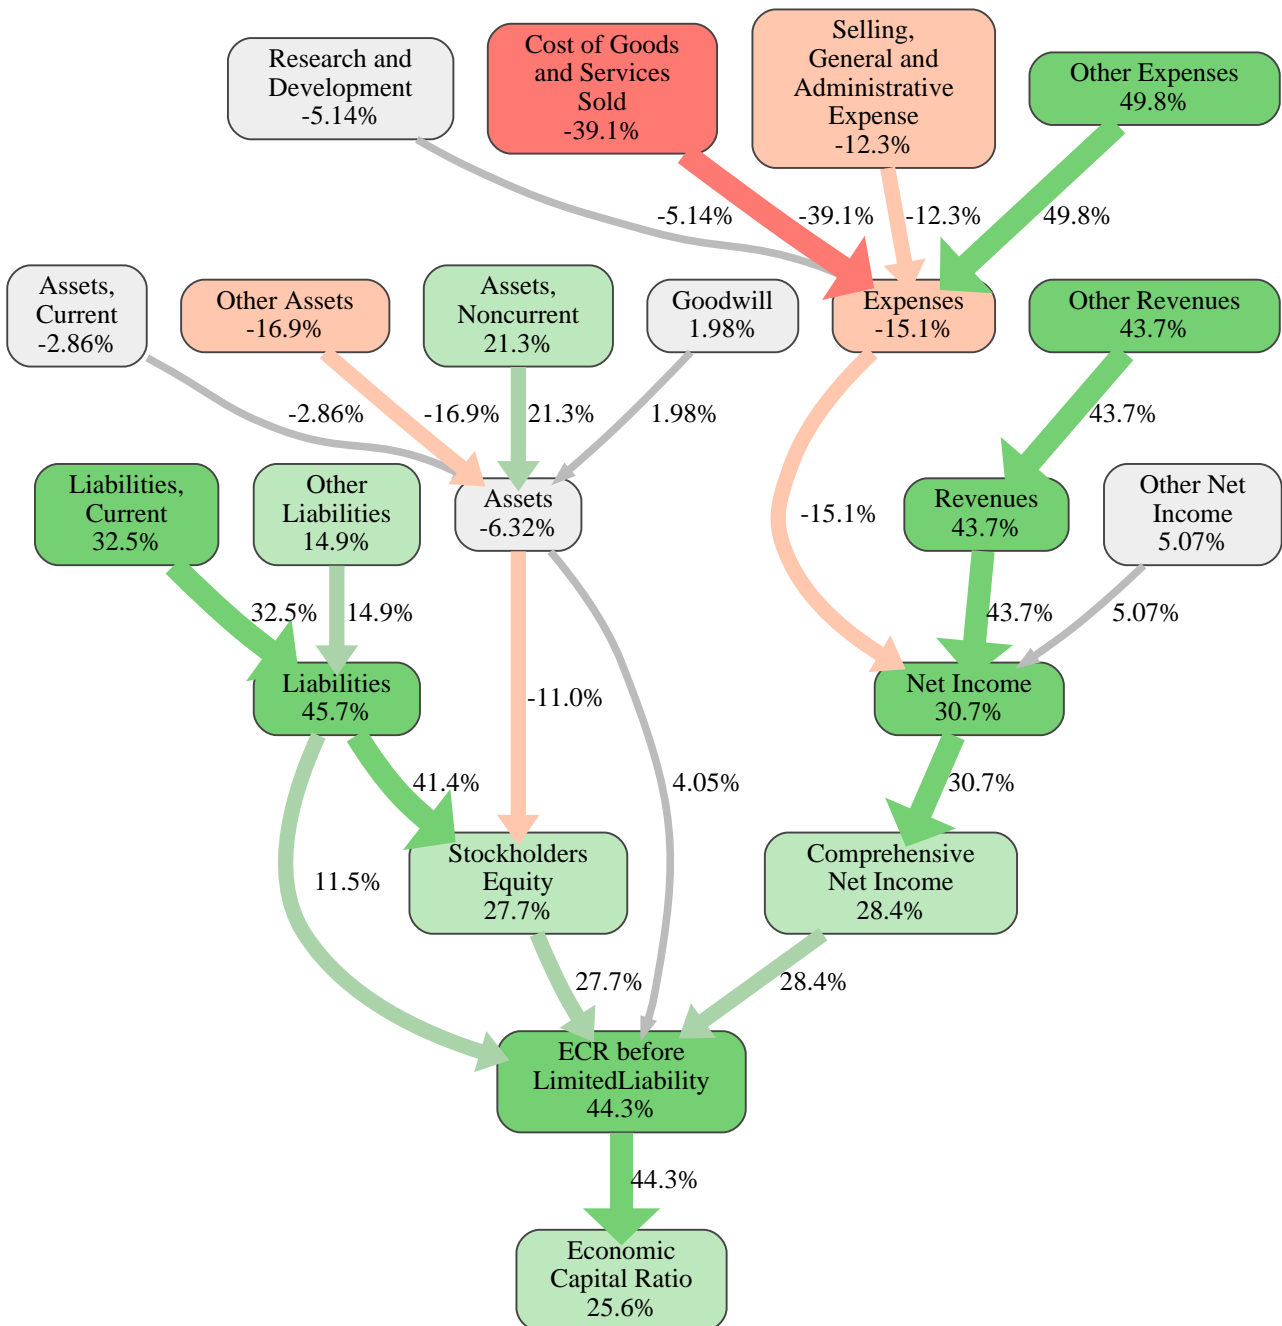 Research and
Development
-5.14%
Cost of Goods
and Services
Sold
-39.1%
Selling,
General and
Administrative
Expense
-12.3%
Other Expenses
49.8%
-5.14%
-39.1%
-12.3%
49.8%
Assets,
Current
-2.86%
Other Assets
-16.9%
Assets,
Noncurrent
21.3%
Goodwill
1.98%
Expenses
-15.1%
Other Revenues
43.7%
-2.86%
-16.9%
21.3%
1.98%
43.7%
Liabilities,
Current
32.5%
Other
Liabilities
14.9%
Assets
-6.32%
-15.1%
Revenues
43.7%
Other Net
Income
5.07%
32.5%
14.9%
43.7%
5.07%
Liabilities
45.7%
-11.0%
Net Income
30.7%
41.4%
4.05%
30.7%
11.5%
Stockholders
Equity
27.7%
Comprehensive
Net Income
28.4%
27.7%
28.4%
ECR before
LimitedLiability
44.3%
44.3%
Economic
Capital Ratio
25.6%